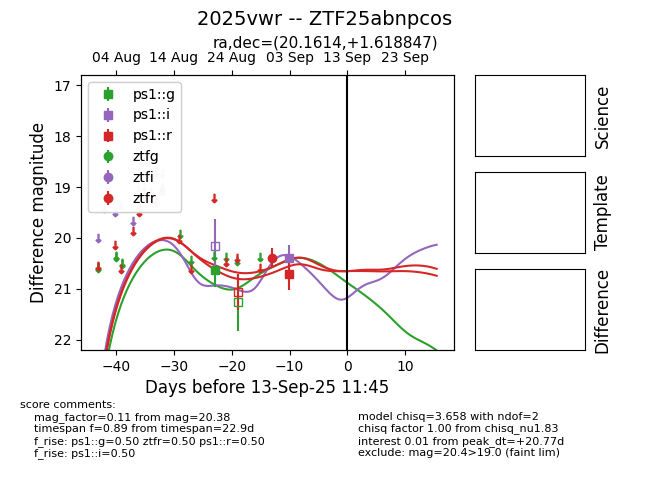 2025vwr -- ZTF25abnpcos
ra,dec=(20.1614,+1.618847)
04 Aug 14 Aug 24 Aug 03 Sep 13 Sep 23 Sep
17
18
19
20
21
22
Difference magnitude
ps1::g
ps1::i
ps1::r
ztfg
ztfi
ztfr
−40 −30 −20 −10 0 10
Days before 13-Sep-25 11:45
Science
Template
Difference
score comments:
mag_factor=0.11 from mag=20.38
timespan f=0.89 from timespan=22.9d
f_rise: ps1::g=0.50 ztfr=0.50 ps1::r=0.50
f_rise: ps1::i=0.50
model chisq=3.658 with ndof=2
chisq factor 1.00 from chisq_nu1.83
interest 0.01 from peak_dt=+20.77d
exclude: mag=20.4>19.0 (faint lim)